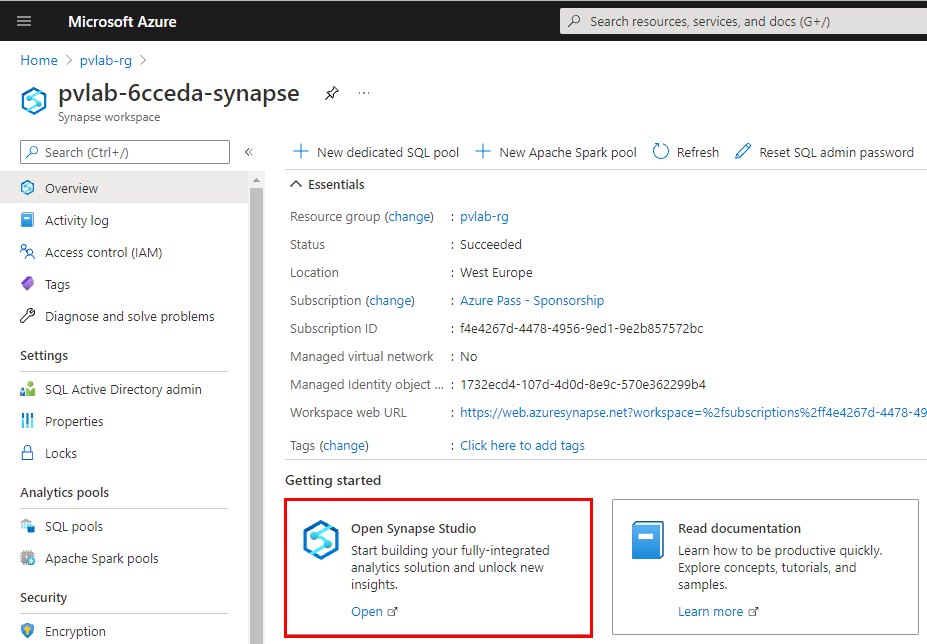 Microsoft Azure
Search resources, services, and docs (G+/)
Home > pvlab-rg >
pvlab-6cceda-synapse
...
Synapse workspace
Search (Ctrl+/)
«
Overview
Activity log
Access control (IAM)
Tags
Diagnose and solve problems
Settings
SQL Active Directory admin
Properties
Locks
Analytics pools
SQL pools
Apache Spark pools
Security
Encryption
New dedicated SQL pool
New Apache Spark pool
Refresh
Reset SQL admin password
Essentials
Resource group (change) : pvlab-rg
Status : Succeeded
Location : West Europe
Subscription (change) : Azure Pass - Sponsorship
Subscription ID : f4e4267d-4478-4956-9ed1-9e2b857572bc
Managed virtual network : No
Managed Identity object ... : 1732ecd4-107d-4d0d-8e9c-570e362299b4
Workspace web URL : https://web.azuresynapse.net?workspace=%2fsubscriptions%2ff4e4267d-4478-49
Tags (change) : Click here to add tags
Getting started
Open Synapse Studio
Start building your fully-integrated
analytics solution and unlock new
insights.
Open
Read documentation
Learn how to be productive quickly.
Explore concepts, tutorials, and
samples.
Learn more